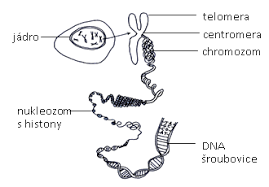 telomera
jádro
centromera
chromozom
nukleozom
s histony
DNA
šroubovice